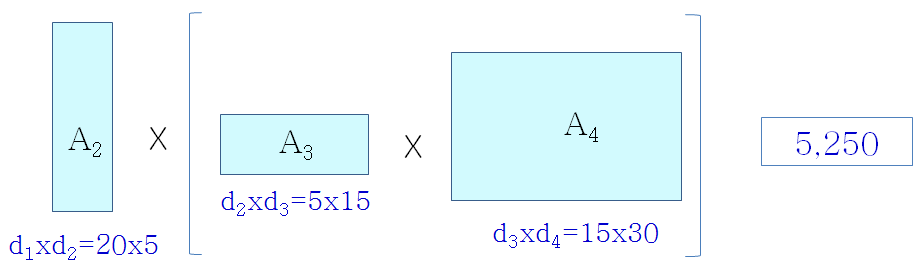 A₂ X A₃ X A₄ 5,250
d₂xd₃=5x15
d₁xd₂=20x5 d₃xd₄=15x30